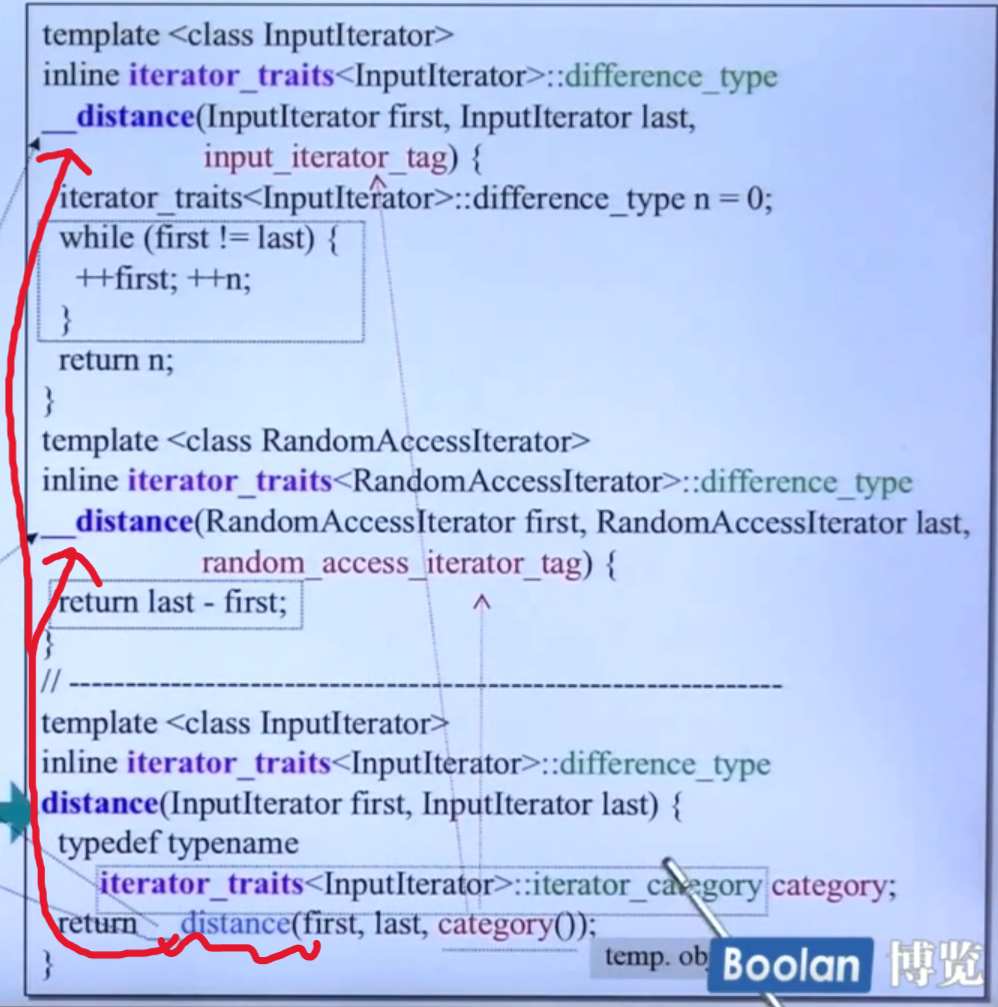 template <class InputIterator>
inline iterator_traits<InputIterator>::difference_type
__distance(InputIterator first, InputIterator last,
input_iterator_tag) {
iterator_traits<InputIterator>::difference_type n = 0;
while (first != last) {
++first; ++n;
}
return n;
}
template <class RandomAccessIterator>
inline iterator_traits<RandomAccessIterator>::difference_type
__distance(RandomAccessIterator first, RandomAccessIterator last,
random_access_iterator_tag) {
return last - first;
}
// ----------------------------------------------------------
template <class InputIterator>
inline iterator_traits<InputIterator>::difference_type
distance(InputIterator first, InputIterator last) {
typedef typename
iterator_traits<InputIterator>::iterator_category category;
return __distance(first, last, category());
}
temp.
Boolan 博览